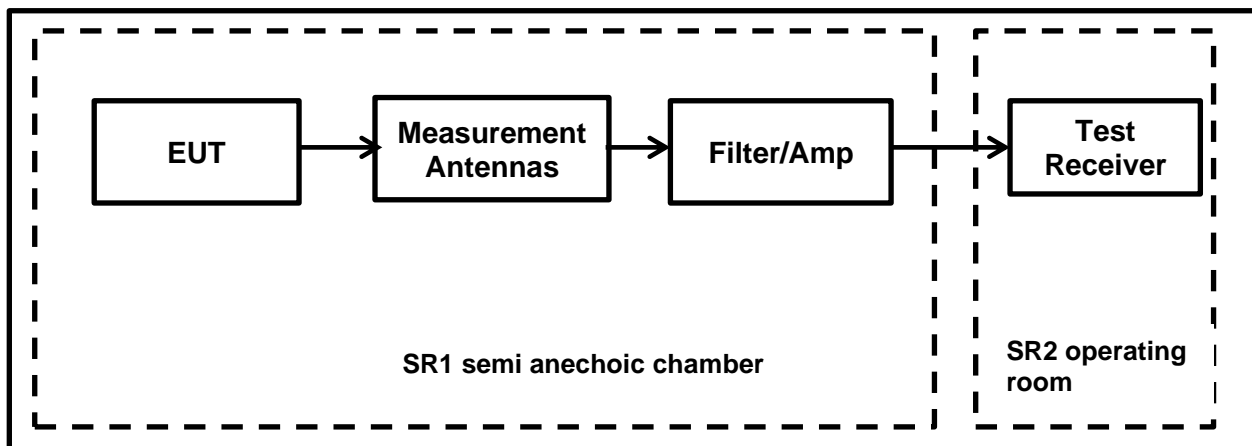 EUT
Measurement
Antennas
Filter/Amp
Test
Receiver
SR1 semi anechoic chamber
SR2 operating
room